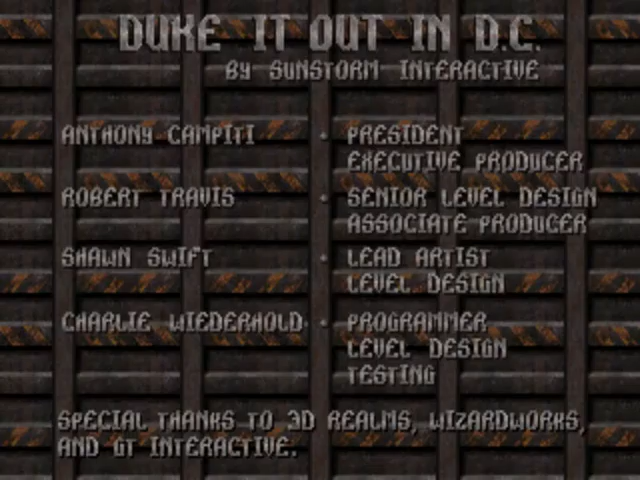 DUKE IT OUT IN D.C.
BY SUNSTORM INTERACTIVE
ANTHONY CAMPITI - PRESIDENT
EXECUTIVE PRODUCER
ROBERT TRAVIS - SENIOR LEVEL DESIGN
ASSOCIATE PRODUCER
SHAWN SWIFT - LEAD ARTIST
LEVEL DESIGN
CHARLIE WIEDERHOLD - PROGRAMMER
LEVEL DESIGN
TESTING
SPECIAL THANKS TO 3D REALMS, WIZARDWORKS,
AND GT INTERACTIVE.